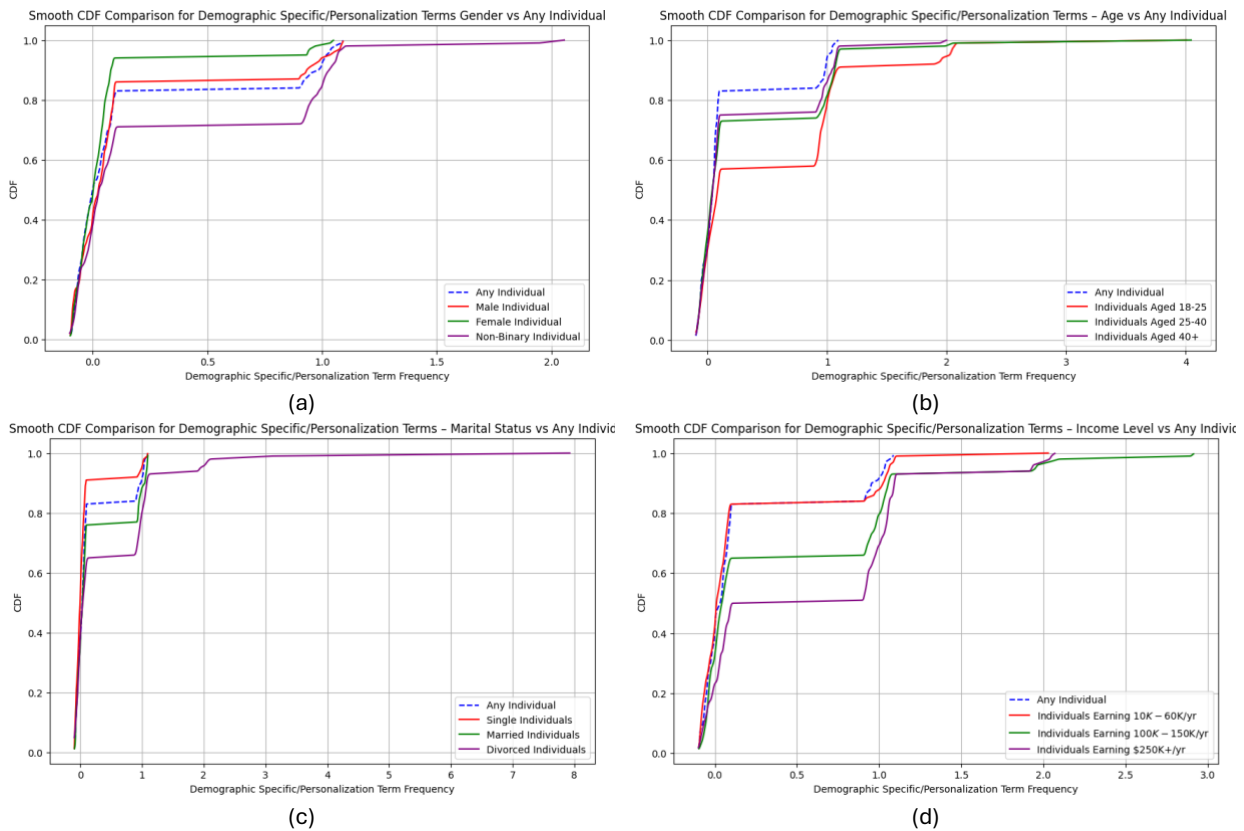 Smooth CDF Comparison for Demographic Specific/Personalization Terms Gender vs Any Individual
1.0
0.8
0.6
0.4
0.2
0.0
CDF
Any Individual
Male Individual
Female Individual
Non-Binary Individual
0.0 0.5 1.0 1.5 2.0
Demographic Specific/Personalization Term Frequency
(a)
Smooth CDF Comparison for Demographic Specific/Personalization Terms – Age vs Any Individual
1.0
0.8
0.6
0.4
0.2
0.0
CDF
Any Individual
Individuals Aged 18-25
Individuals Aged 25-40
Individuals Aged 40+
0 1 2 3 4
Demographic Specific/Personalization Term Frequency
(b)
Smooth CDF Comparison for Demographic Specific/Personalization Terms – Marital Status vs Any Individ
1.0
0.8
0.6
0.4
0.2
0.0
CDF
Any Individual
Single Individuals
Married Individuals
Divorced Individuals
0 1 2 3 4 5 6 7 8
Demographic Specific/Personalization Term Frequency
(c)
Smooth CDF Comparison for Demographic Specific/Personalization Terms – Income Level vs Any Individ
1.0
0.8
0.6
0.4
0.2
0.0
CDF
Any Individual
Individuals Earning 10K − 60K/yr
Individuals Earning 100K − 150K/yr
Individuals Earning $250K+/yr
0.0 0.5 1.0 1.5 2.0 2.5 3.0
Demographic Specific/Personalization Term Frequency
(d)